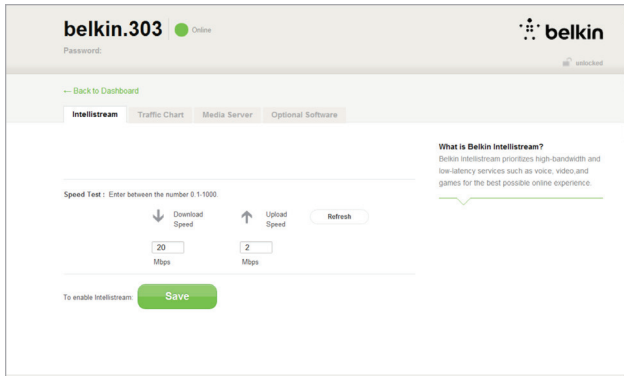 belkin.303 Online
Password:
belkin
unlocked
← Back to Dashboard
Intellistream Traffic Chart Media Server Optional Software
What is Belkin Intellistream?
Belkin Intellistream prioritizes high-bandwidth and
low-latency services such as voice, video,and
games for the best possible online experience.
Speed Test : Enter between the number 0.1-1000.
Download
Speed
Upload
Speed
Refresh
20
2
Mbps
Mbps
To enable Intellistream:
Save